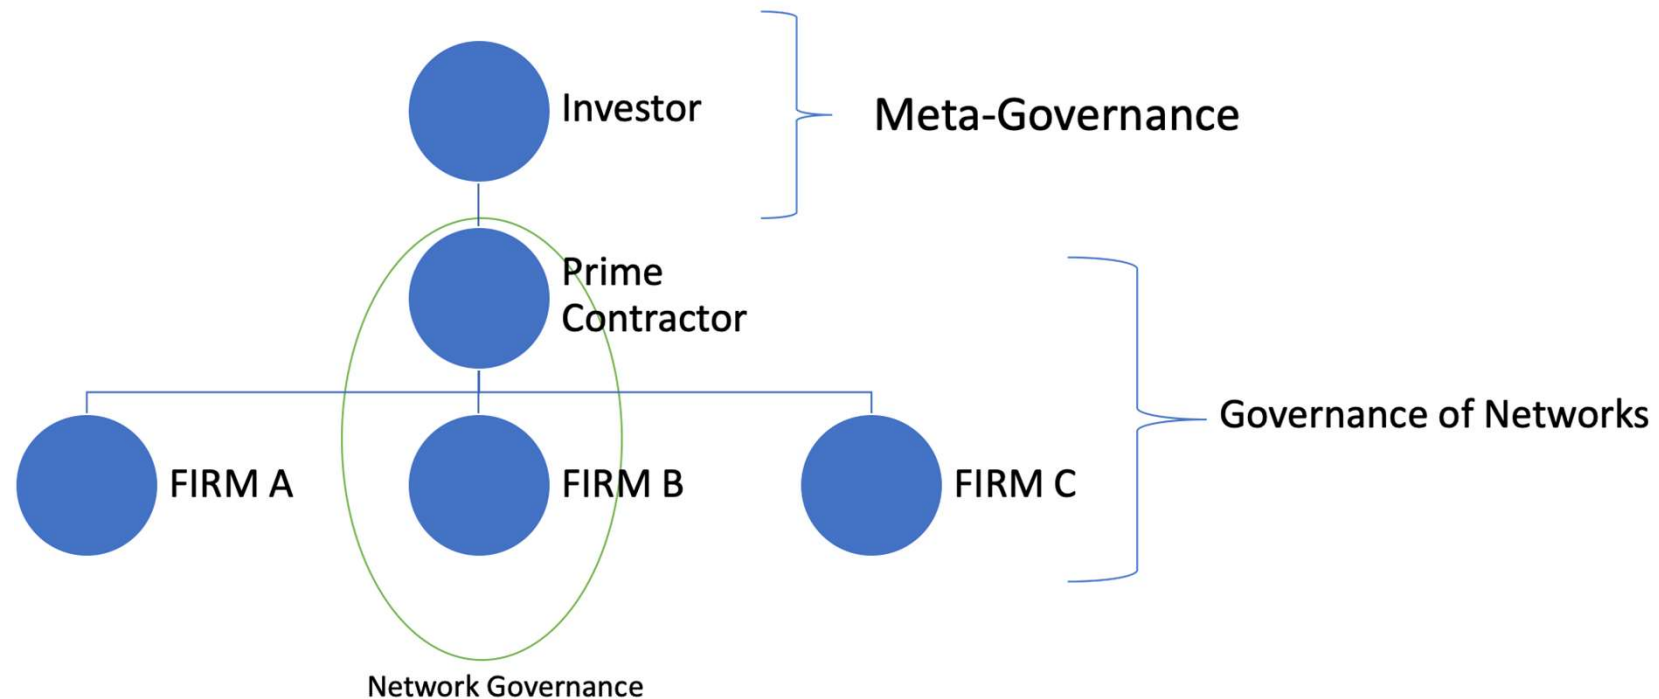 Investor
Meta-Governance
Prime
Contractor
Governance of Networks
FIRM A
FIRM B
FIRM C
Network Governance